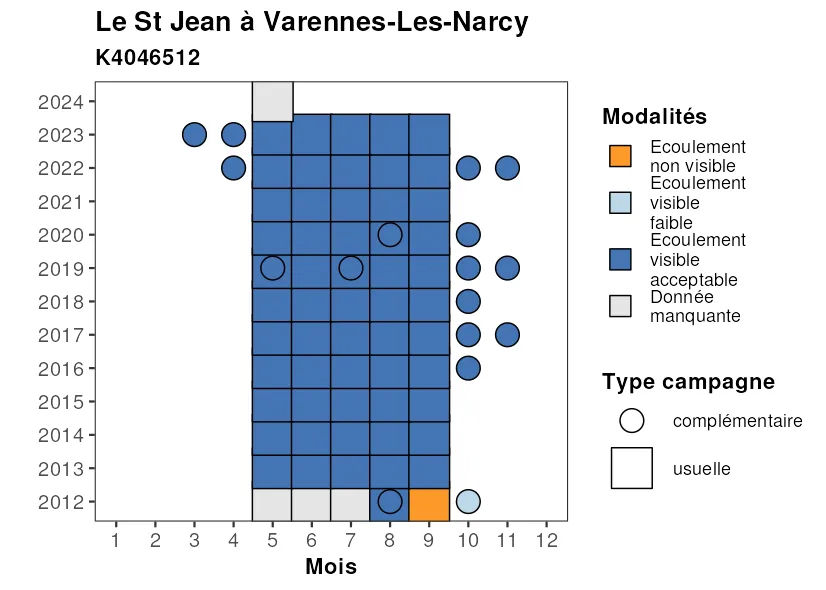 Le St Jean à Varennes-Les-Narcy
K4046512
2024
2023
2022
2021
2020
2019
2018
2017
2016
2015
2014
2013
2012
1 2 3 4 5 6 7 8 9 10 11 12
Mois
Modalités
Ecoulement
non visible
Ecoulement
visible
faible
Ecoulement
visible
acceptable
Donnée
manquante
Type campagne
complémentaire
usuelle